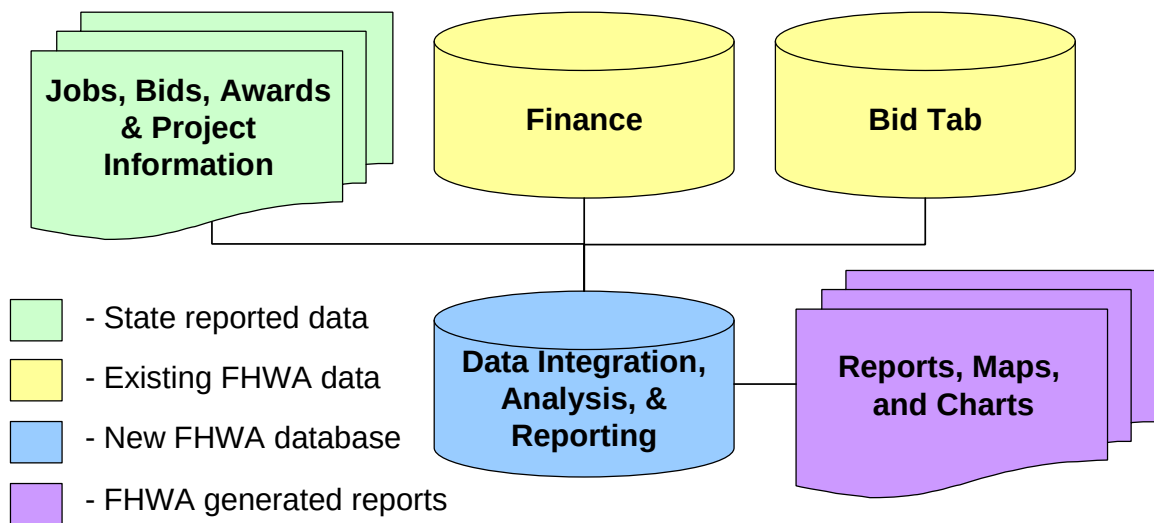 Jobs, Bids, Awards
& Project
Information
Finance
Bid Tab
- State reported data
- Existing FHWA data
- New FHWA database
- FHWA generated reports
Data Integration,
Analysis, &
Reporting
Reports, Maps,
and Charts